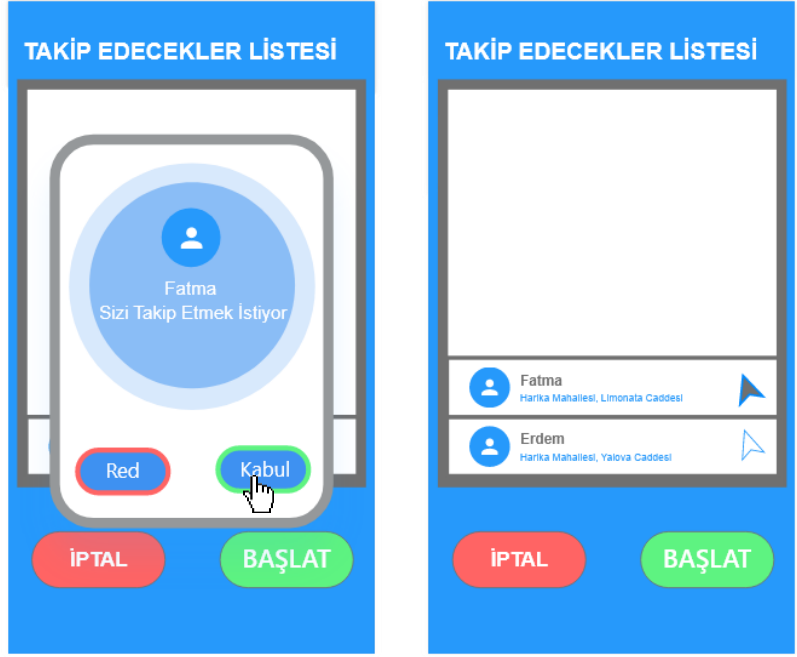 TAKİP EDECEKLER LİSTESİ
Fatma
Sizi Takip Etmek İstiyor
Red
Kabul
İPTAL
BAŞLAT
TAKİP EDECEKLER LİSTESİ
Fatma
Harika Mahallesi, Limonata Caddesi
Erdem
Harika Mahallesi, Yalova Caddesi
İPTAL
BAŞLAT